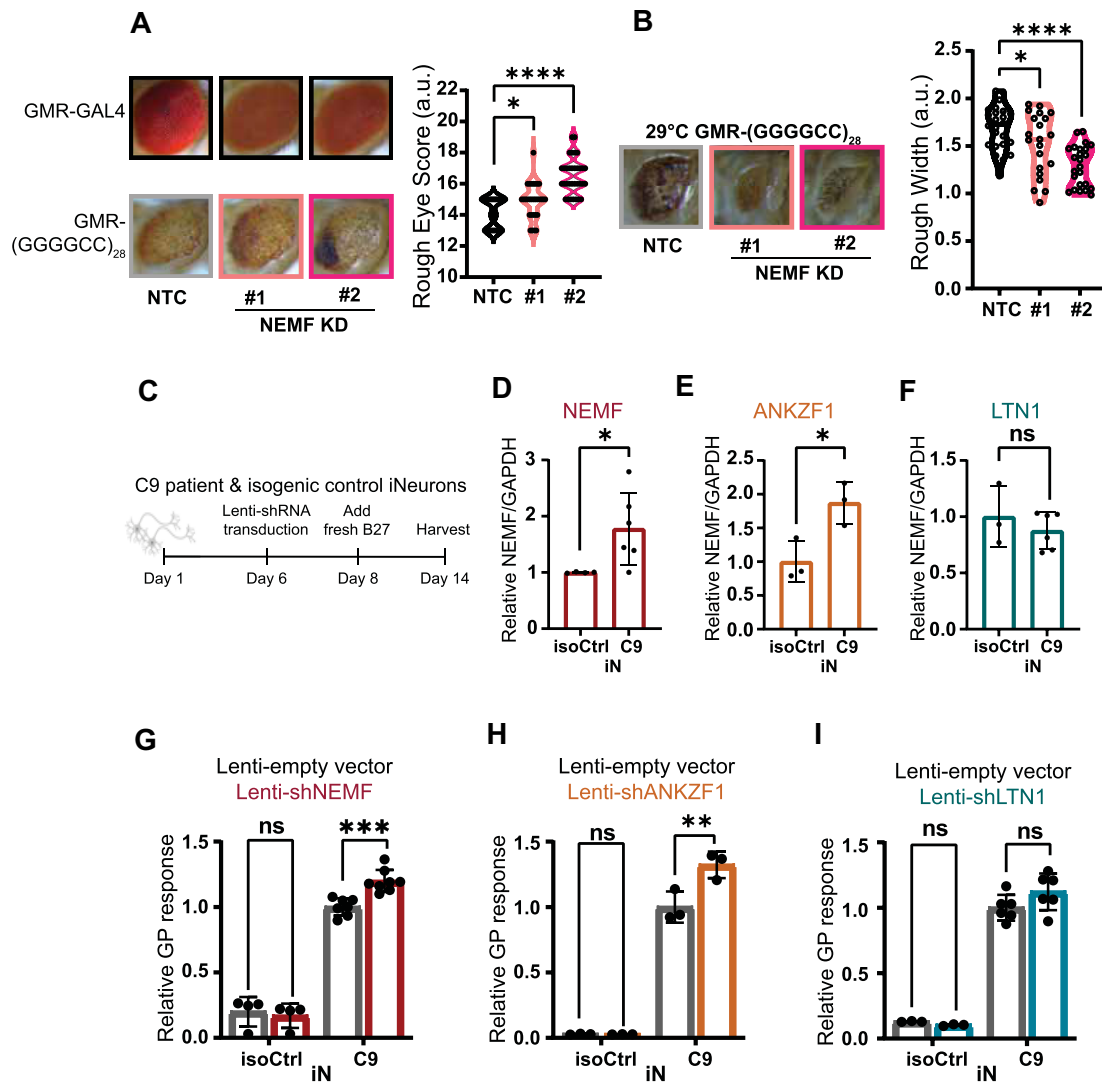 A
GMR-GAL4
GMR-
(GGGGCC)28
NTC
#1
#2
NEMF KD
Rough Eye Score (a.u.)
22
20
18
16
14
12
10
*
****
NTC #1 #2
B
29°C GMR-(GGGGCC)28
NTC
#1
#2
NEMF KD
Rough Width (a.u.)
2.5
2.0
1.5
1.0
0.5
0.0
*
****
NTC #1 #2
C
C9 patient & isogenic control iNeurons
Lenti-shRNA
transduction
Add
fresh B27
Harvest
Day 1
Day 6
Day 8
Day 14
D
NEMF
Relative NEMF/GAPDH
3
2
1
0
*
isoCtrl C9
iN
E
ANKZF1
Relative NEMF/GAPDH
2.5
2.0
1.5
1.0
0.5
0.0
*
isoCtrl C9
iN
F
LTN1
Relative NEMF/GAPDH
1.5
1.0
0.5
0.0
ns
isoCtrl C9
iN
G
Lenti-empty vector
Lenti-shNEMF
Relative GP response
1.5
1.0
0.5
0.0
ns
***
isoCtrl C9
iN
H
Lenti-empty vector
Lenti-shANKZF1
Relative GP response
1.5
1.0
0.5
0.0
ns
**
isoCtrl C9
iN
I
Lenti-empty vector
Lenti-shLTN1
Relative GP response
1.5
1.0
0.5
0.0
ns
ns
isoCtrl C9
iN